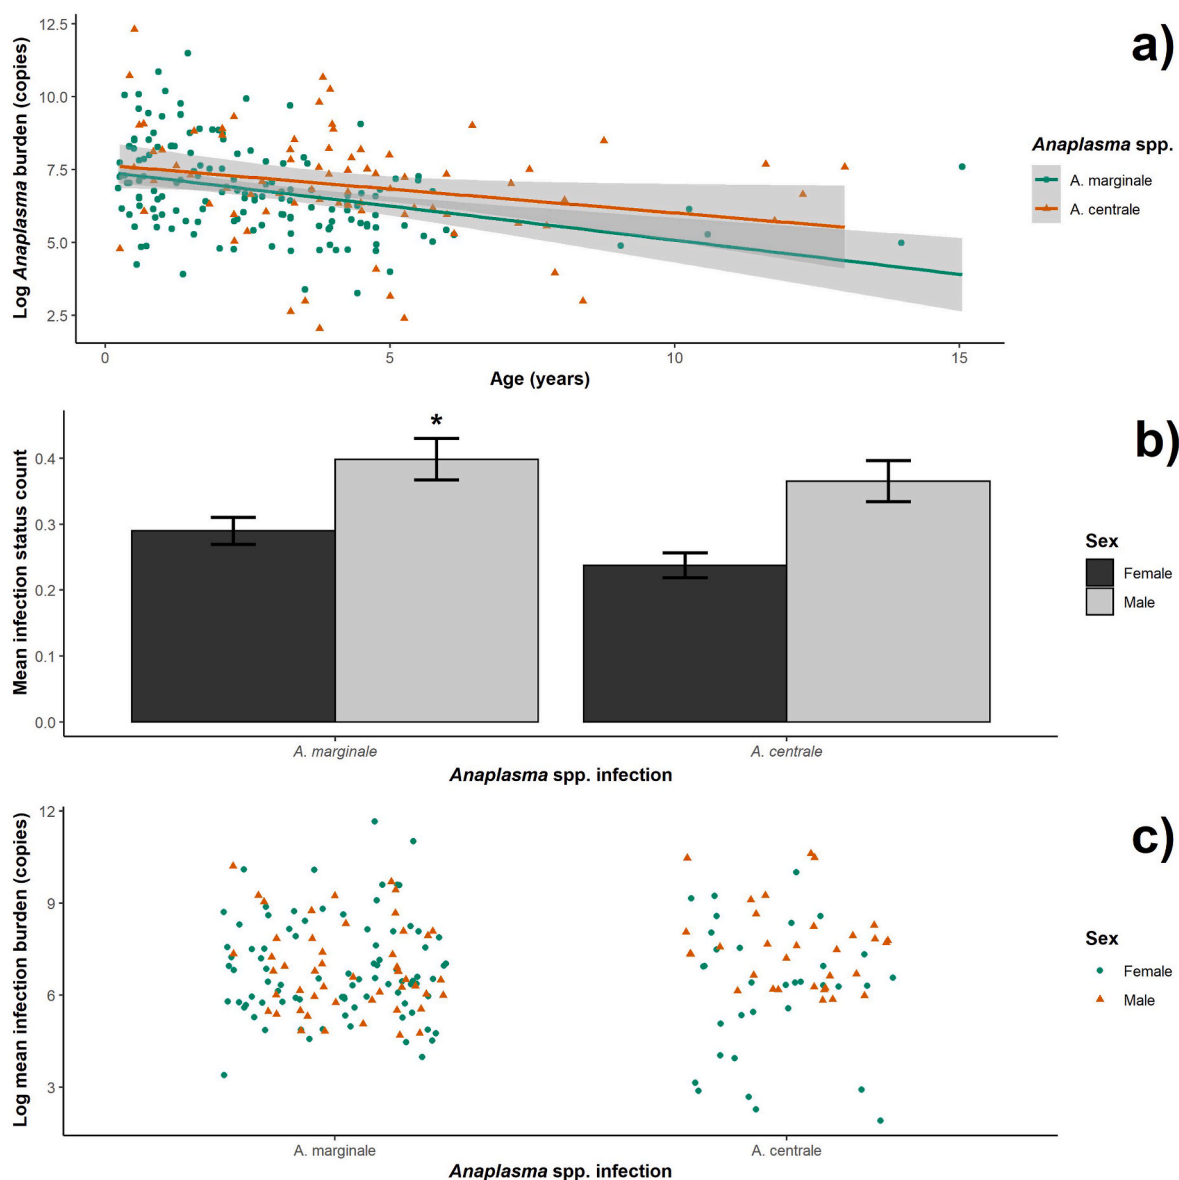 a)
Log Anaplasma burden (copies)
12.5
10.0
7.5
5.0
2.5
0
5
10
15
Age (years)
Anaplasma spp.
A. marginale
A. centrale
b)
Mean infection status count
0.4
0.3
0.2
0.1
0.0
*
A. marginale
A. centrale
Anaplasma spp. infection
Sex
Female
Male
c)
Log mean infection burden (copies)
12
9
6
3
A. marginale
A. centrale
Anaplasma spp. infection
Sex
Female
Male